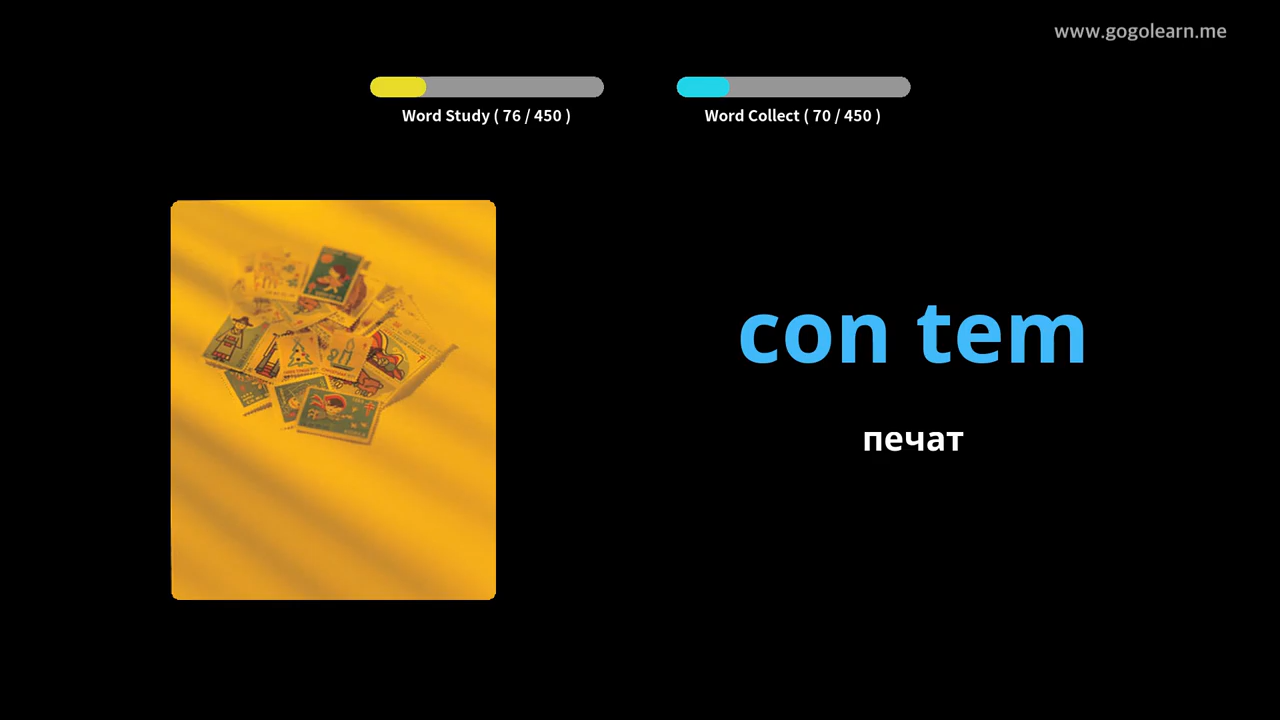 www.gogolearn.me
Word Study ( 76 / 450 )
Word Collect ( 70 / 450 )
con tem
печат